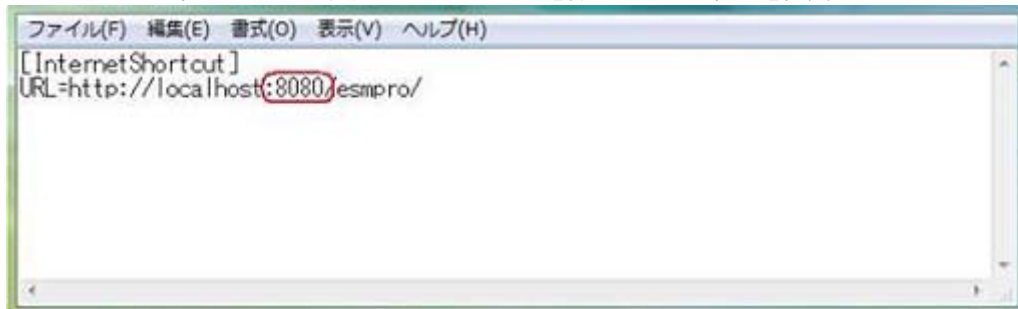 ファイル(F) 編集(E) 書式(O) 表示(V) ヘルプ(H)
[InternetShortcut]
URL=http://localhost:8080/esmpro/